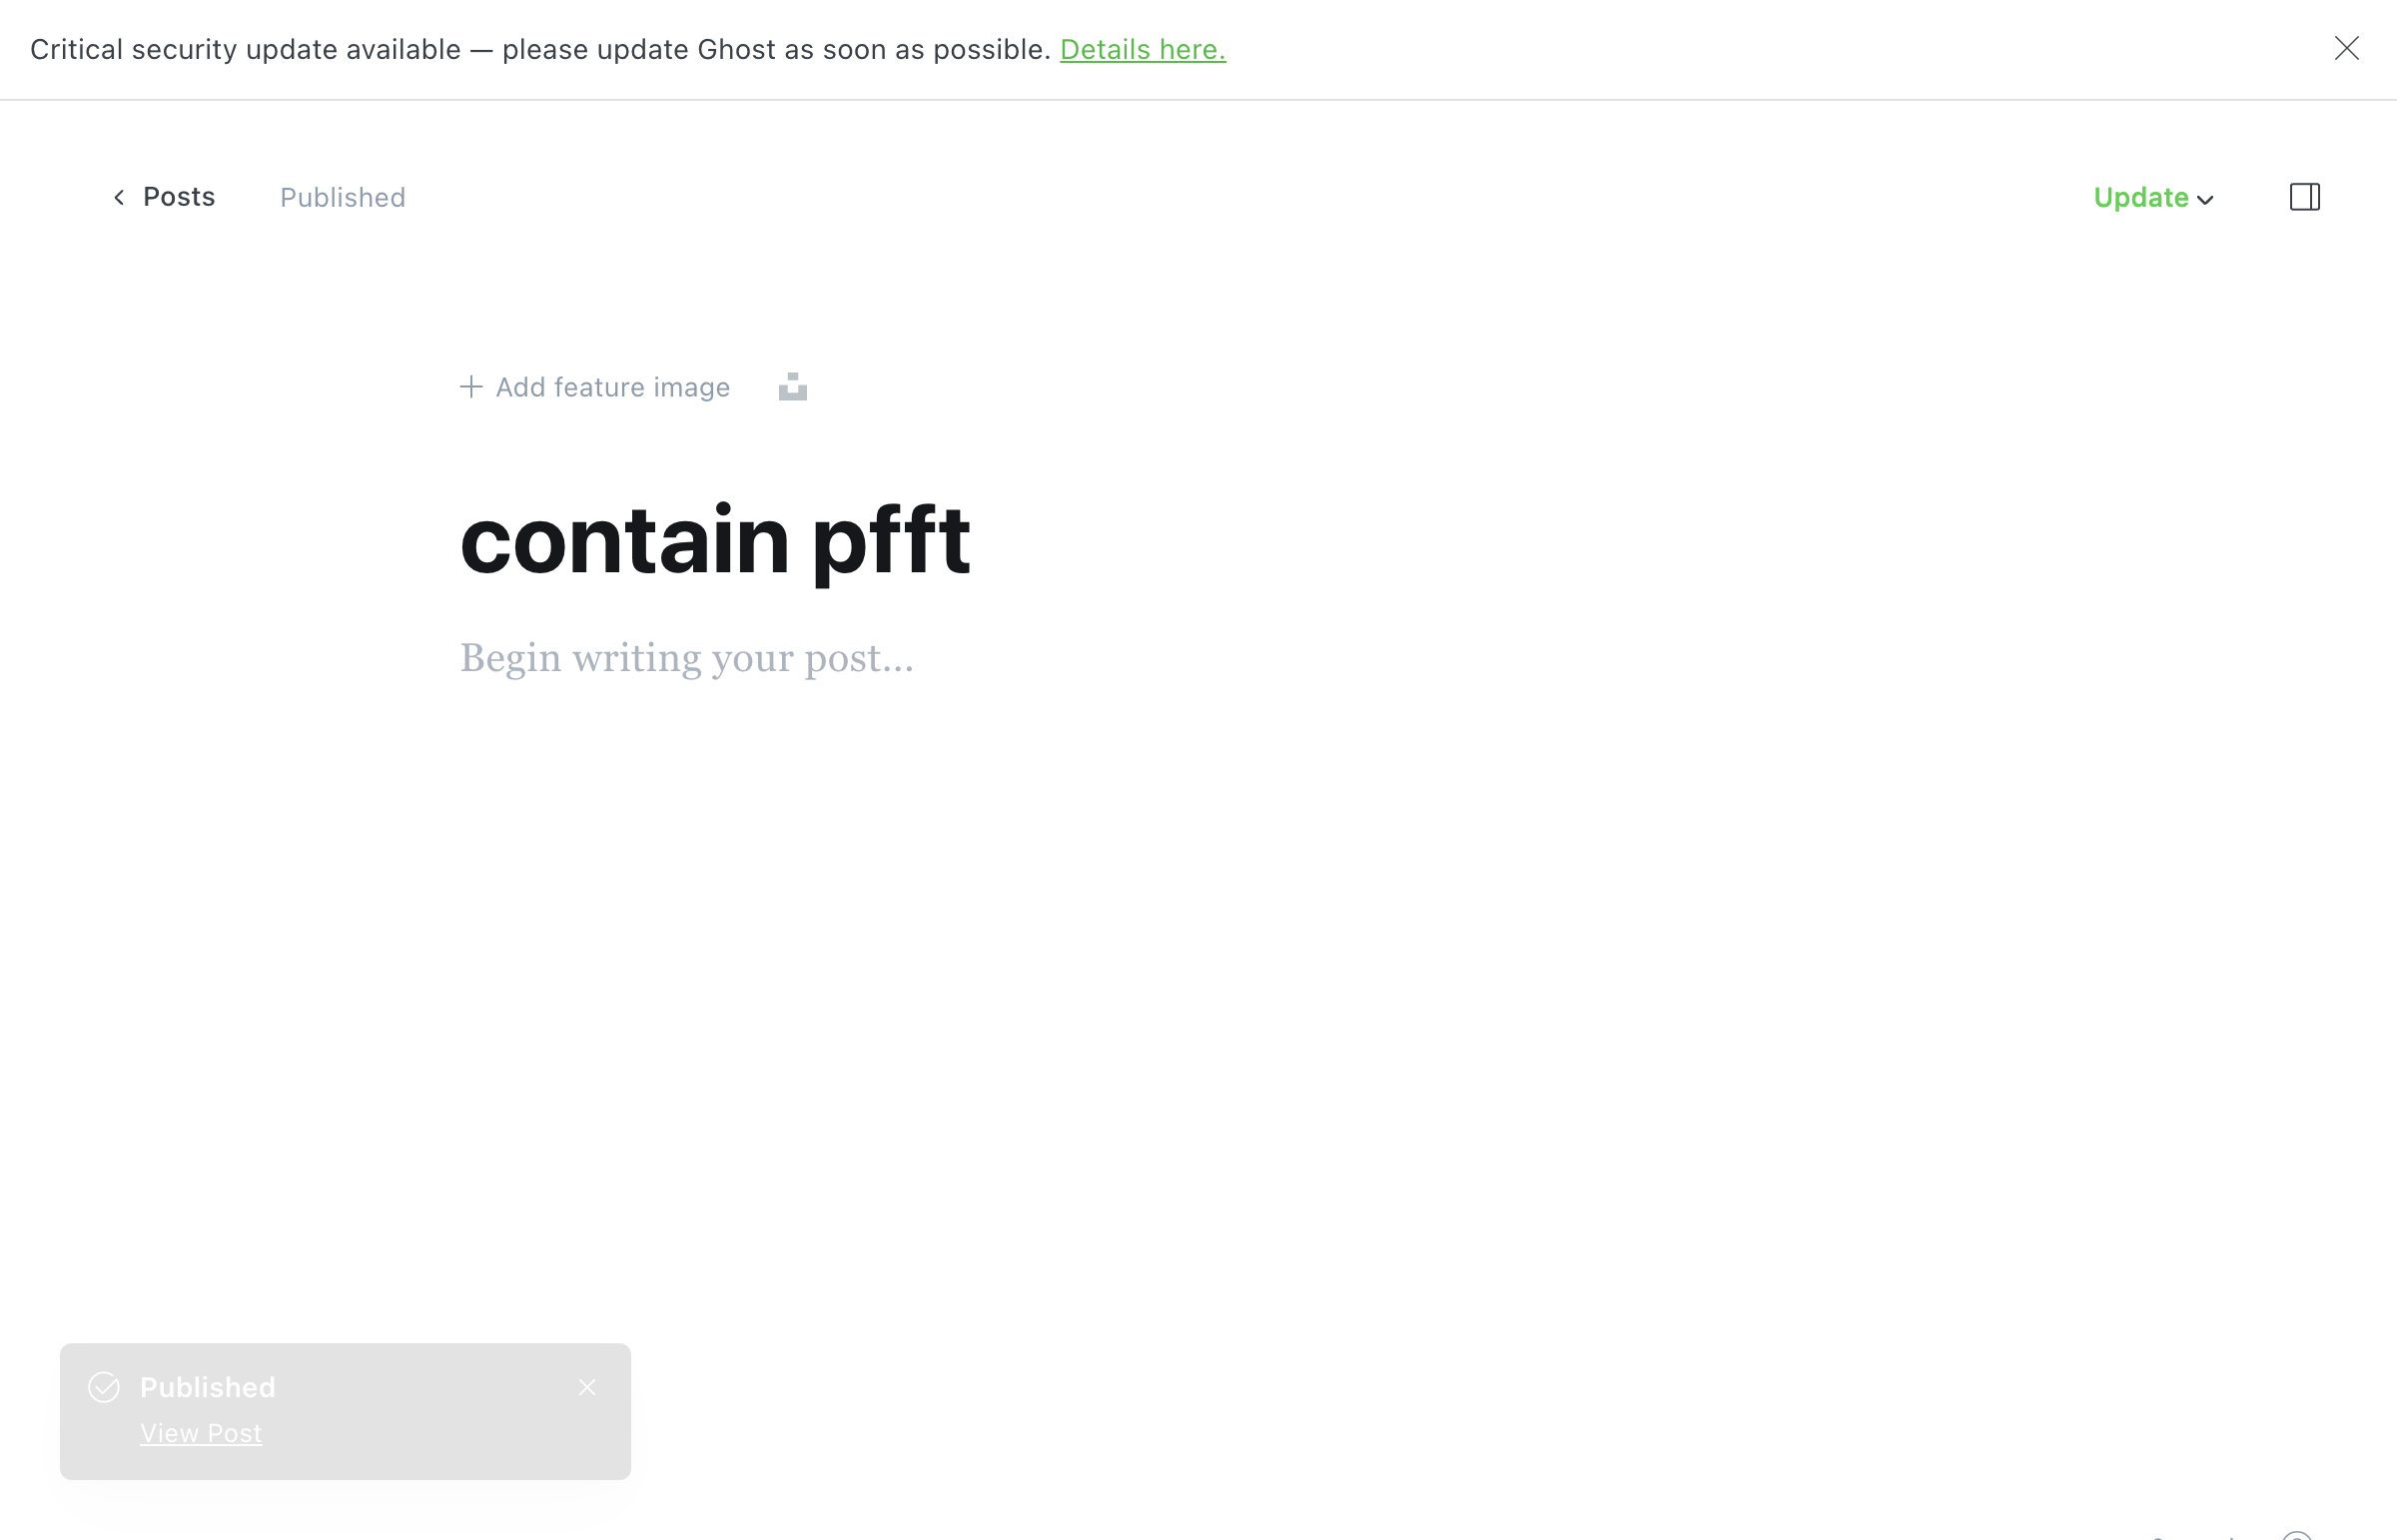 Critical security update available — please update Ghost as soon as possible. Details here.
Posts
Published
Update
Add feature image
contain pfft
Begin writing your post...
Published
View Post